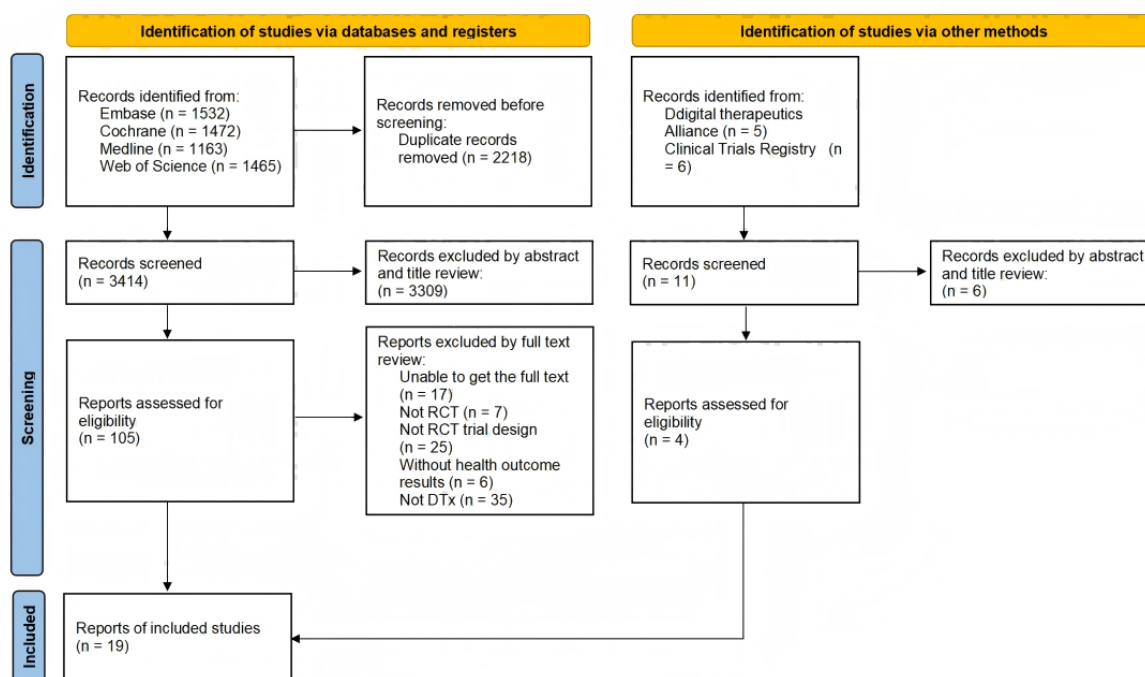 Identification of studies via databases and registers
Identification of studies via other methods
Identification
Records identified from:
Embase (n = 1532)
Cochrane (n = 1472)
Medline (n = 1163)
Web of Science (n = 1465)
Records removed before
screening:
Duplicate records
removed (n = 2218)
Records identified from:
Ddigital therapeutics
Alliance (n = 5)
Clinical Trials Registry (n
= 6)
Screening
Records screened
(n = 3414)
Records excluded by abstract
and title review:
(n = 3309)
Records screened
(n = 11)
Records excluded by abstract
and title review:
(n = 6)
Reports assessed for
eligibility
(n = 105)
Reports excluded by full text
review:
Unable to get the full text
(n = 17)
Not RCT (n = 7)
Not RCT trial design
(n = 25)
Without health outcome
results (n = 6)
Not DTx (n = 35)
Reports assessed for
eligibility
(n = 4)
Included
Reports of included studies
(n = 19)